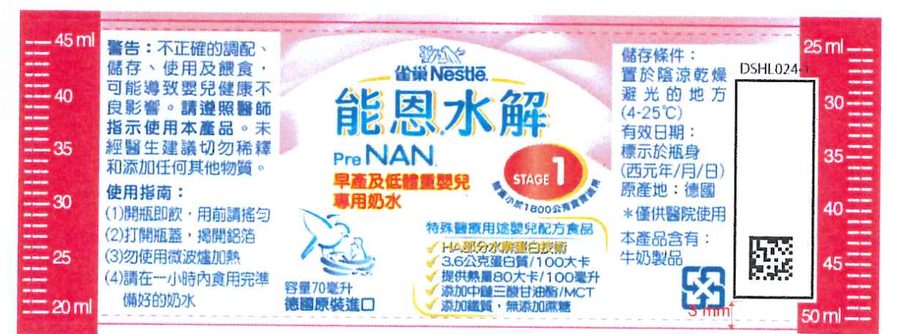 45 ml
40
35
30
25
20 ml
警告：不正確的調配、
儲存、使用及餵食，
可能導致嬰兒健康不
良影響。請遵照醫師
指示使用本產品。未
經醫生建議切勿稀釋
和添加任何其他物質。
使用指南：
(1)開瓶即飲，用前請搖勻
(2)打開瓶蓋，揭開鋁箔
(3)勿使用微波爐加熱
(4)請在一小時內食用完準
備好的奶水
雀巢 Nestlé
能恩水解
Pre NAN
早產及低體重嬰兒
專用奶水
STAGE 1
容量70毫升
德國原裝進口
特殊醫療用途嬰兒配方食品
HA部分水解蛋白技術
3.6公克蛋白質/100大卡
提供熱量80大卡/100毫升
添加中鏈三酸甘油酯/MCT
添加鐵質，無添加蔗糖
儲存條件：
置於陰涼乾燥
避光的地方
(4-25℃)
有效日期：
標示於瓶身
(西元年/月/日)
原產地：德國
＊僅供醫院使用
本產品含有：
牛奶製品
3 mm
DSHL024-
25 ml
30
35
40
45
50 ml